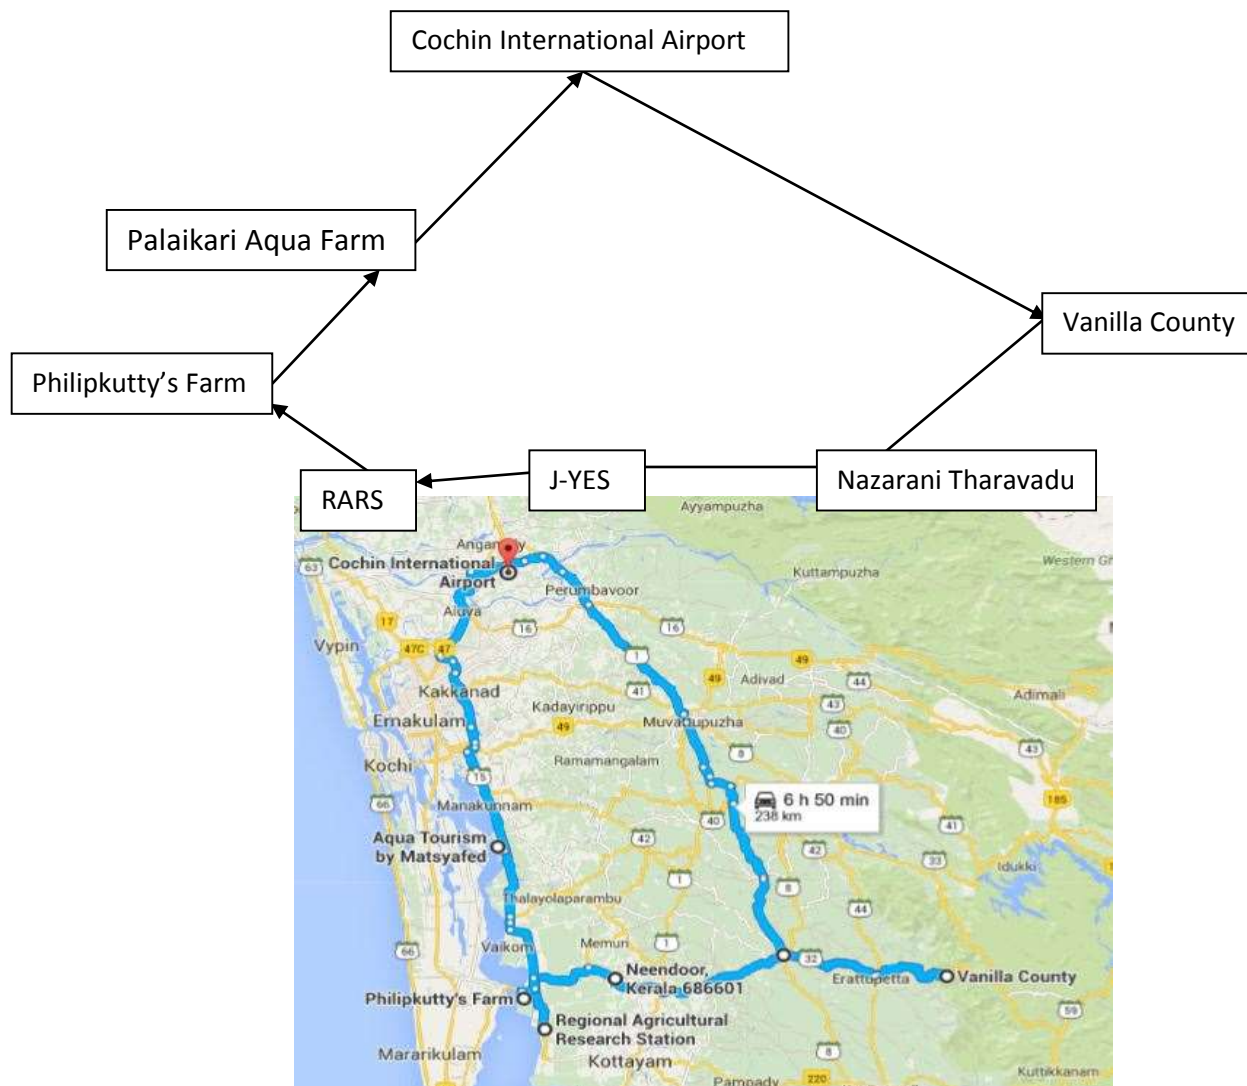 Cochin International Airport
Palaikari Aqua Farm
Vanilla County
Philipkutty’s Farm
J-YES
Nazarani Tharavadu
RARS
Ayyampuzha
Western Gh
63
Cochin International
Airport
Kuttampuzha
Perumbavoor
Aluva
17
16
16
Vypin
47C
47
1
49
49
Adivad
44
Kakkanad
41
Adimali
Kadayirippu
43
Ernakulam
49
Muvattupuzha
40
43
8
Kochi
Ramamangalam
15
6 h 50 min
238 km
185
66
Manakunnam
40
41
Aqua Tourism
by Matsyafed
42
42
33
Idukki
1
8
44
Thalayolaparambu
Vaikom
Memuri
1
66
32
Neendoor,
Kerala 686601
Erattupetta
Vanilla County
Philipkutty's Farm
59
Regional Agricultural
Research Station
Mararikulam
Kottayam
8
Pampady
220
Kuttikkanam